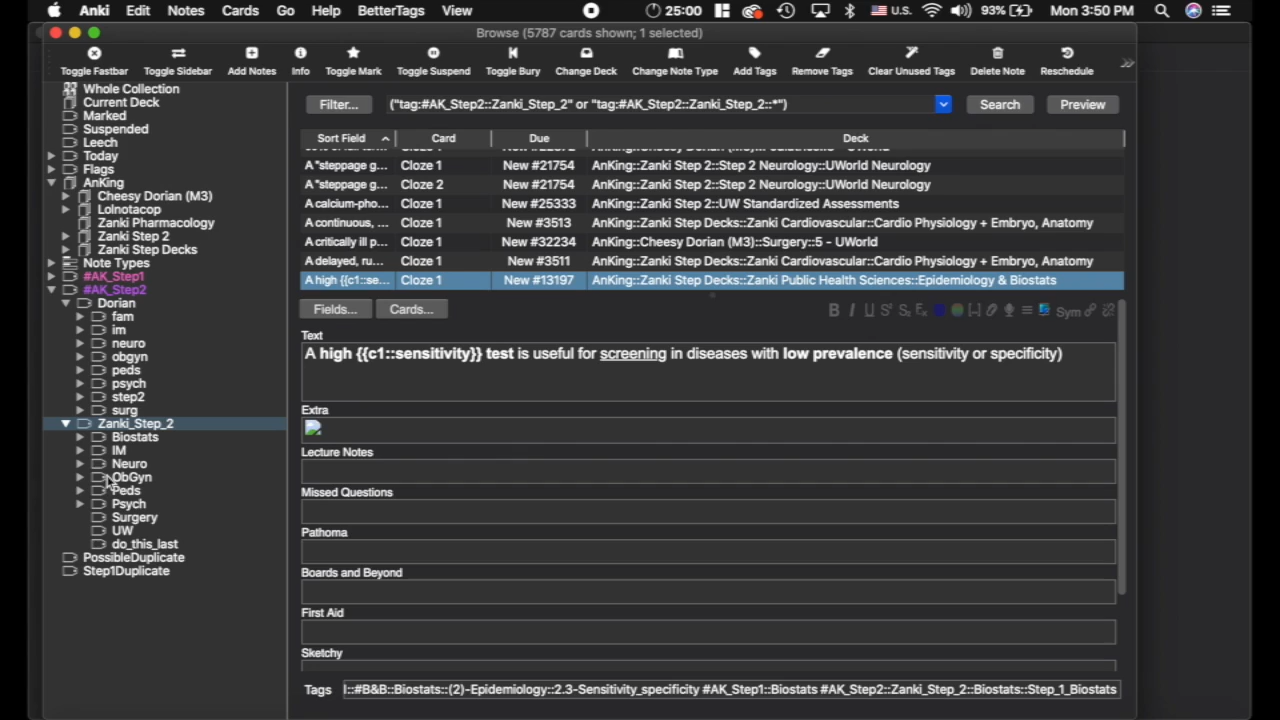 Anki Edit Notes Cards Go Help BetterTags View 25:00 U.S. 93% Mon 3:50 PM
Browse (5787 cards shown; 1 selected)
Toggle Fastbar Toggle Sidebar Add Notes Info Toggle Mark Toggle Suspend Toggle Bury Change Deck Change Note Type Add Tags Remove Tags Clear Unused Tags Delete Note Reschedule
Whole Collection
Current Deck
Marked
Suspended
Leech
Today
Flags
AnKing
Cheesy Dorian (M3)
Lolnotacop
Zanki Pharmacology
Zanki Step 2
Zanki Step Decks
Note Types
#AK_Step1
#AK_Step2
Dorian
fam
im
neuro
obgyn
peds
psych
step2
surg
Zanki_Step_2
Biostats
IM
Neuro
ObGyn
Peds
Psych
Surgery
UW
do_this_last
PossibleDuplicate
Step1Duplicate
Filter... ("tag:#AK_Step2::Zanki_Step_2" or "tag:#AK_Step2::Zanki_Step_2::*") Search Preview
Sort Field Card Due Deck
A "steppage g... Cloze 1 New #21754 AnKing::Zanki Step 2::Step 2 Neurology::UWorld Neurology
A "steppage g... Cloze 2 New #21754 AnKing::Zanki Step 2::Step 2 Neurology::UWorld Neurology
A calcium-pho... Cloze 1 New #25333 AnKing::Zanki Step 2::UW Standardized Assessments
A continuous, ... Cloze 1 New #3513 AnKing::Zanki Step Decks::Zanki Cardiovascular::Cardio Physiology + Embryo, Anatomy
A critically ill p... Cloze 1 New #32234 AnKing::Cheesy Dorian (M3)::Surgery::5 - UWorld
A delayed, ru... Cloze 1 New #3511 AnKing::Zanki Step Decks::Zanki Cardiovascular::Cardio Physiology + Embryo, Anatomy
A high {{c1::se... Cloze 1 New #13197 AnKing::Zanki Step Decks::Zanki Public Health Sciences::Epidemiology & Biostats
Fields... Cards... B I U Sym
Text
A high {{c1::sensitivity}} test is useful for screening in diseases with low prevalence (sensitivity or specificity)
Extra
Lecture Notes
Missed Questions
Pathoma
Boards and Beyond
First Aid
Sketchy
Tags l::#B&B::Biostats::(2)-Epidemiology::2.3-Sensitivity_specificity #AK_Step1::Biostats #AK_Step2::Zanki_Step_2::Biostats::Step_1_Biostats